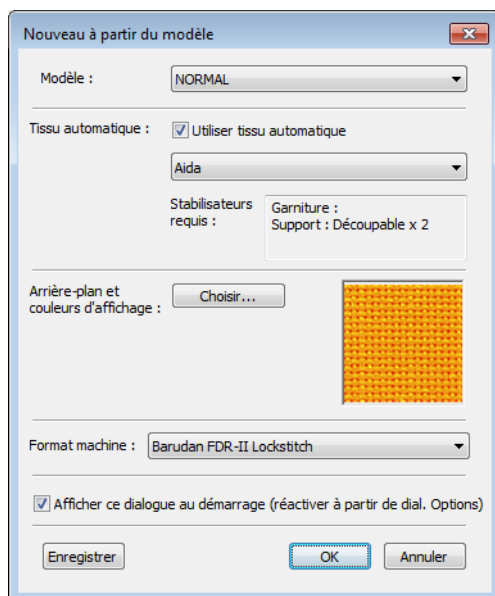 Nouveau à partir du modèle
Modèle : NORMAL
Tissu automatique : Utiliser tissu automatique
Aida
Stabilisateurs
requis :
Garniture :
Support : Découpable x 2
Arrière-plan et
couleurs d'affichage :
Choisir...
Format machine : Barudan FDR-II Lockstitch
Afficher ce dialogue au démarrage (réactiver à partir de dial. Options)
Enregistrer OK Annuler